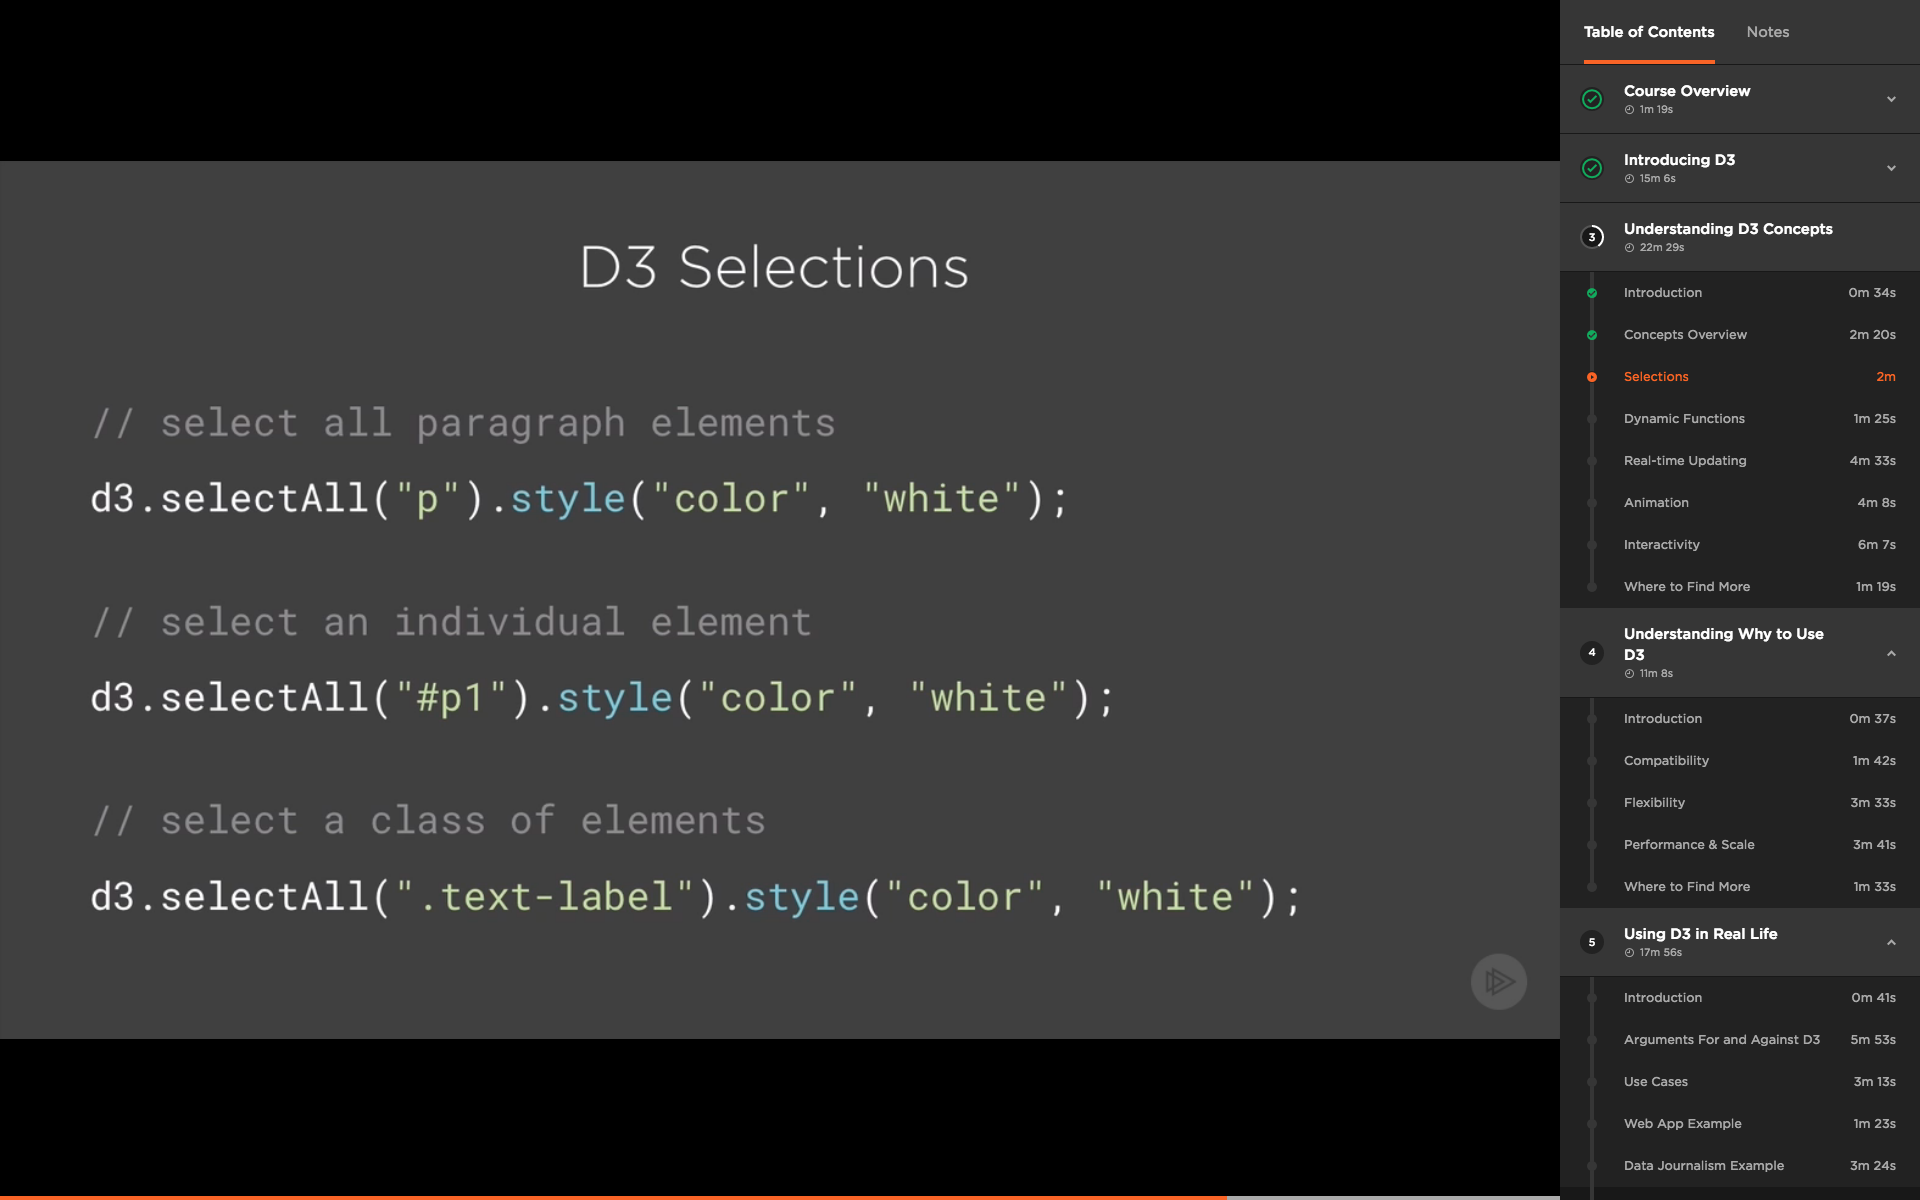 D3 Selections
// select all paragraph elements
d3.selectAll("p").style("color", "white");
// select an individual element
d3.selectAll("#p1").style("color", "white");
// select a class of elements
d3.selectAll(".text-label").style("color", "white");
Table of Contents Notes
Course Overview
1m 19s
Introducing D3
15m 6s
3 Understanding D3 Concepts
22m 29s
Introduction 0m 34s
Concepts Overview 2m 20s
Selections 2m
Dynamic Functions 1m 25s
Real-time Updating 4m 33s
Animation 4m 8s
Interactivity 6m 7s
Where to Find More 1m 19s
4 Understanding Why to Use
D3
11m 8s
Introduction 0m 37s
Compatibility 1m 42s
Flexibility 3m 33s
Performance & Scale 3m 41s
Where to Find More 1m 33s
5 Using D3 in Real Life
17m 56s
Introduction 0m 41s
Arguments For and Against D3 5m 53s
Use Cases 3m 13s
Web App Example 1m 23s
Data Journalism Example 3m 24s